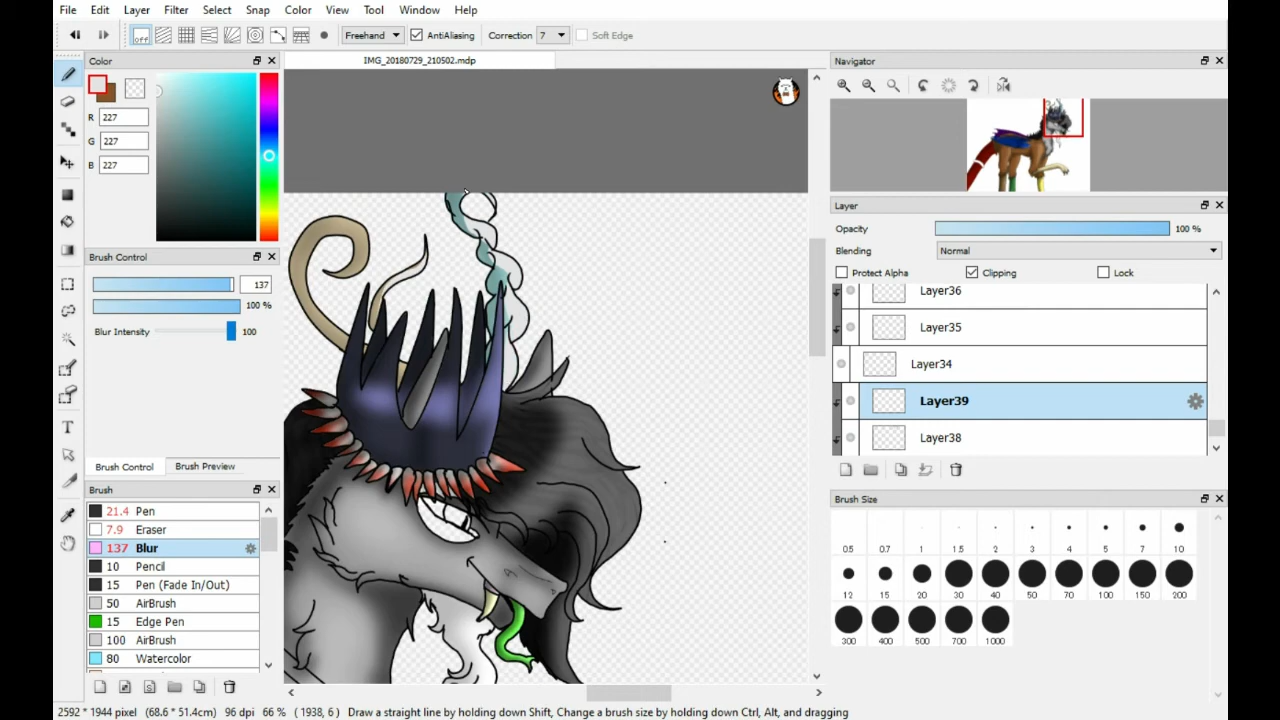 File Edit Layer Filter Select Snap Color View Tool Window Help
off Freehand AntiAliasing Correction 7 Soft Edge
Color
IMG_20180729_210502.mdp
Navigator
R 227
G 227
B 227
Layer
Opacity 100 %
Blending Normal
Protect Alpha Clipping Lock
Brush Control
137
100 %
Blur Intensity 100
Layer36
Layer35
Layer34
Layer39
Layer38
Brush Control Brush Preview
Brush
21.4 Pen
7.9 Eraser
137 Blur
10 Pencil
15 Pen (Fade In/Out)
50 AirBrush
15 Edge Pen
100 AirBrush
80 Watercolor
Brush Size
0.5 0.7 1 1.5 2 3 4 5 7 10
12 15 20 30 40 50 70 100 150 200
300 400 500 700 1000
2592 * 1944 pixel (68.6 * 51.4cm) 96 dpi 66 % ( 1938, 6 ) Draw a straight line by holding down Shift, Change a brush size by holding down Ctrl, Alt, and dragging